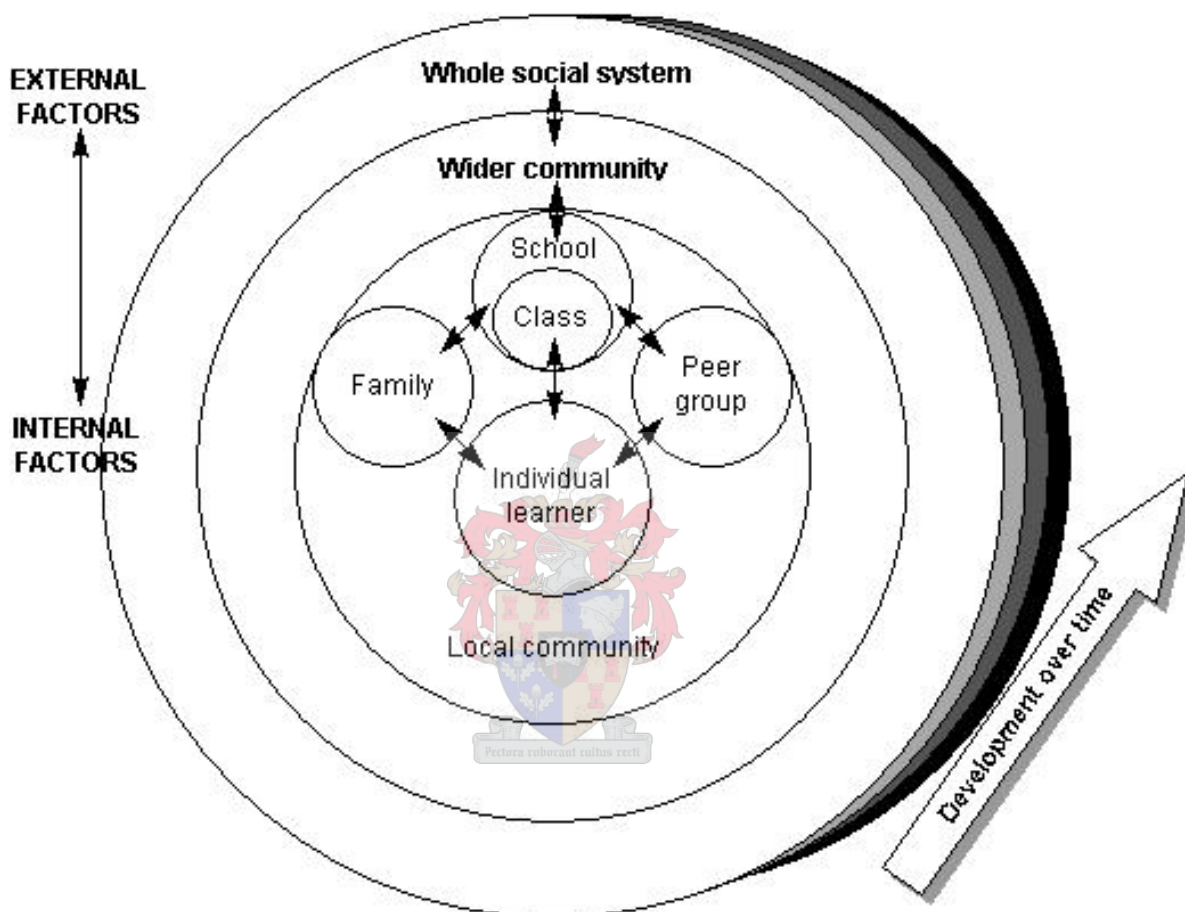 EXTERNAL
FACTORS
Whole social system
Wider community
School
Class
Family
Peer
group
INTERNAL
FACTORS
Individual
learner
Local community
Pectora roborant cultus recti
Development over time